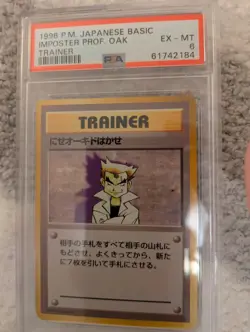 1996 P.M. JAPANESE BASIC
IMPOSTER PROF. OAK
TRAINER
EX - MT
6
61742184
PSA
TRAINER
にせオーキドはかせ
相手の手札をすべて相手の山札に
もどさせ、よくきってから、新た
に7枚を引いて手札にさせる。